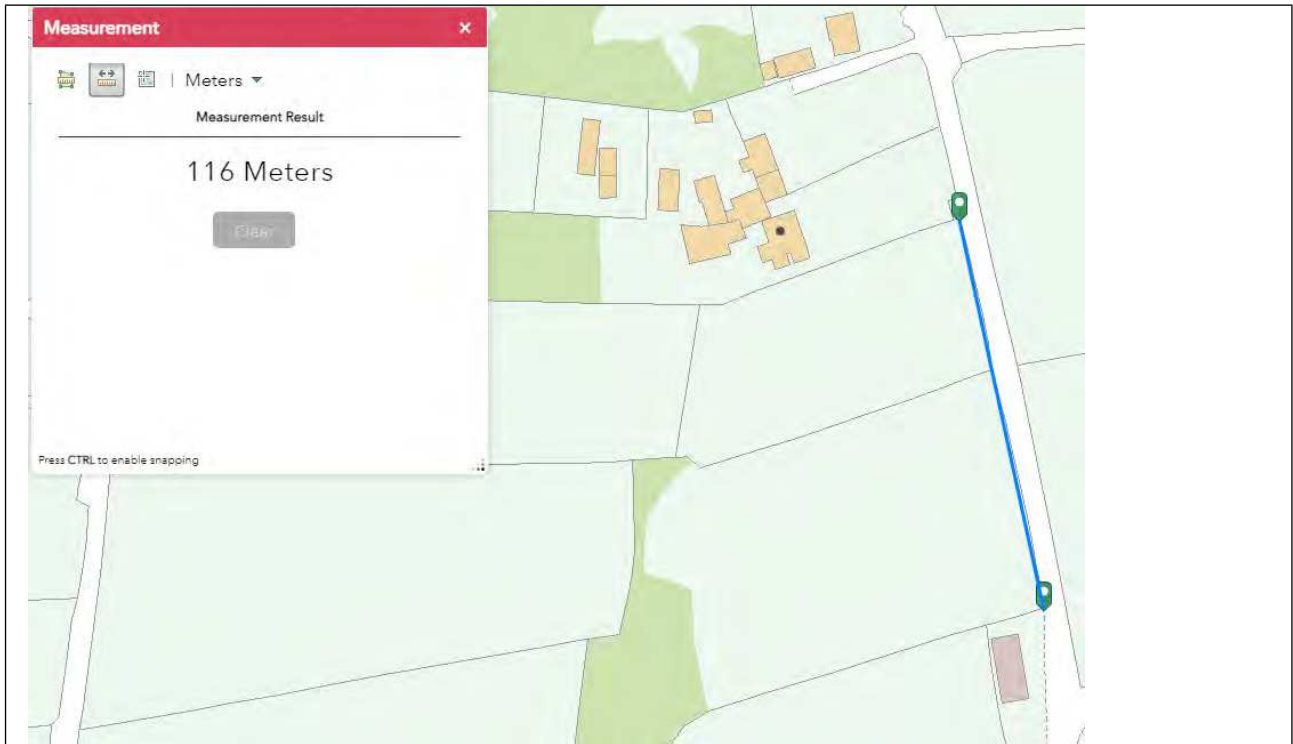 Measurement ×
| Meters
Measurement Result
116 Meters
Clear
Press CTRL to enable snapping